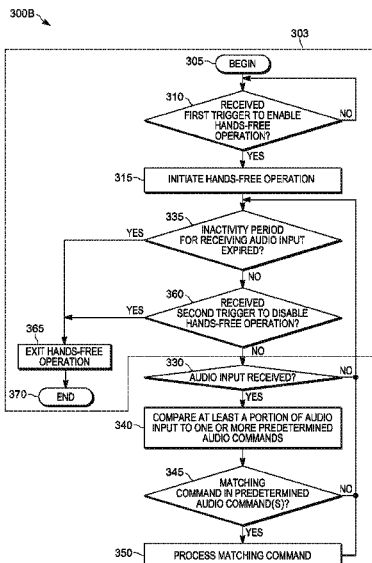 300B
303
305
BEGIN
310
RECEIVED
FIRST TRIGGER TO ENABLE
HANDS-FREE
OPERATION?
NO
YES
315
INITIATE HANDS-FREE OPERATION
335
YES
INACTIVITY PERIOD
FOR RECEIVING AUDIO INPUT
EXPIRED?
NO
360
YES
RECEIVED
SECOND TRIGGER TO DISABLE
HANDS-FREE OPERATION?
365
NO
EXIT HANDS-FREE
OPERATION
330
AUDIO INPUT RECEIVED?
NO
370
END
YES
340
COMPARE AT LEAST A PORTION OF AUDIO
INPUT TO ONE OR MORE PREDETERMINED
AUDIO COMMANDS
345
MATCHING
COMMAND IN PREDETERMINED
AUDIO COMMAND(S)?
NO
YES
350
PROCESS MATCHING COMMAND